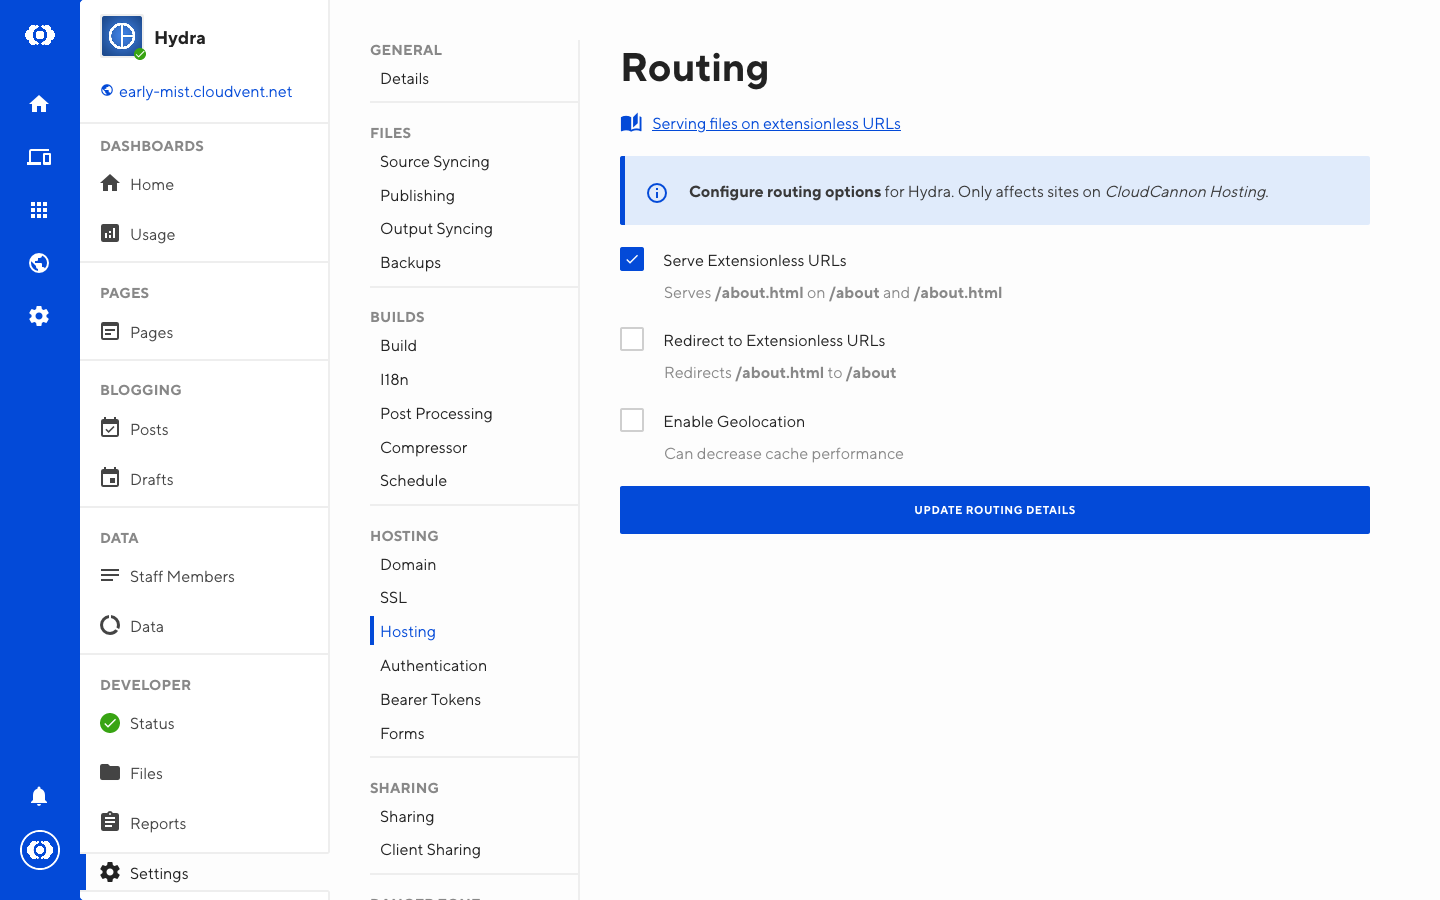 Hydra
early-mist.cloudvent.net
DASHBOARDS
Home
Usage
PAGES
Pages
BLOGGING
Posts
Drafts
DATA
Staff Members
Data
DEVELOPER
Status
Files
Reports
Settings
GENERAL
Details
FILES
Source Syncing
Publishing
Output Syncing
Backups
BUILDS
Build
I18n
Post Processing
Compressor
Schedule
HOSTING
Domain
SSL
Hosting
Authentication
Bearer Tokens
Forms
SHARING
Sharing
Client Sharing
Routing
Serving files on extensionless URLs
Configure routing options for Hydra. Only affects sites on CloudCannon Hosting.
Serve Extensionless URLs
Serves /about.html on /about and /about.html
Redirect to Extensionless URLs
Redirects /about.html to /about
Enable Geolocation
Can decrease cache performance
UPDATE ROUTING DETAILS